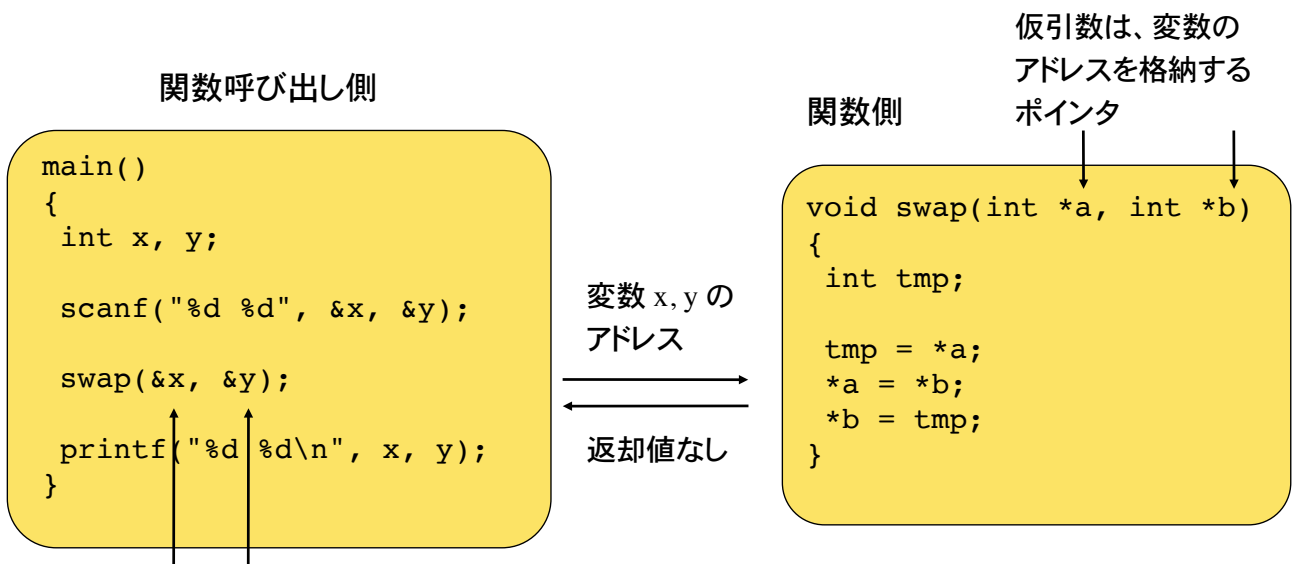 関数呼び出し側
main()
{
int x, y;
scanf("%d %d", &x, &y);
swap(&x, &y);
printf("%d %d\n", x, y);
}
変数 x, y の
アドレス
返却値なし
仮引数は、変数の
アドレスを格納する
ポインタ
関数側
void swap(int *a, int *b)
{
int tmp;
tmp = *a;
*a = *b;
*b = tmp;
}